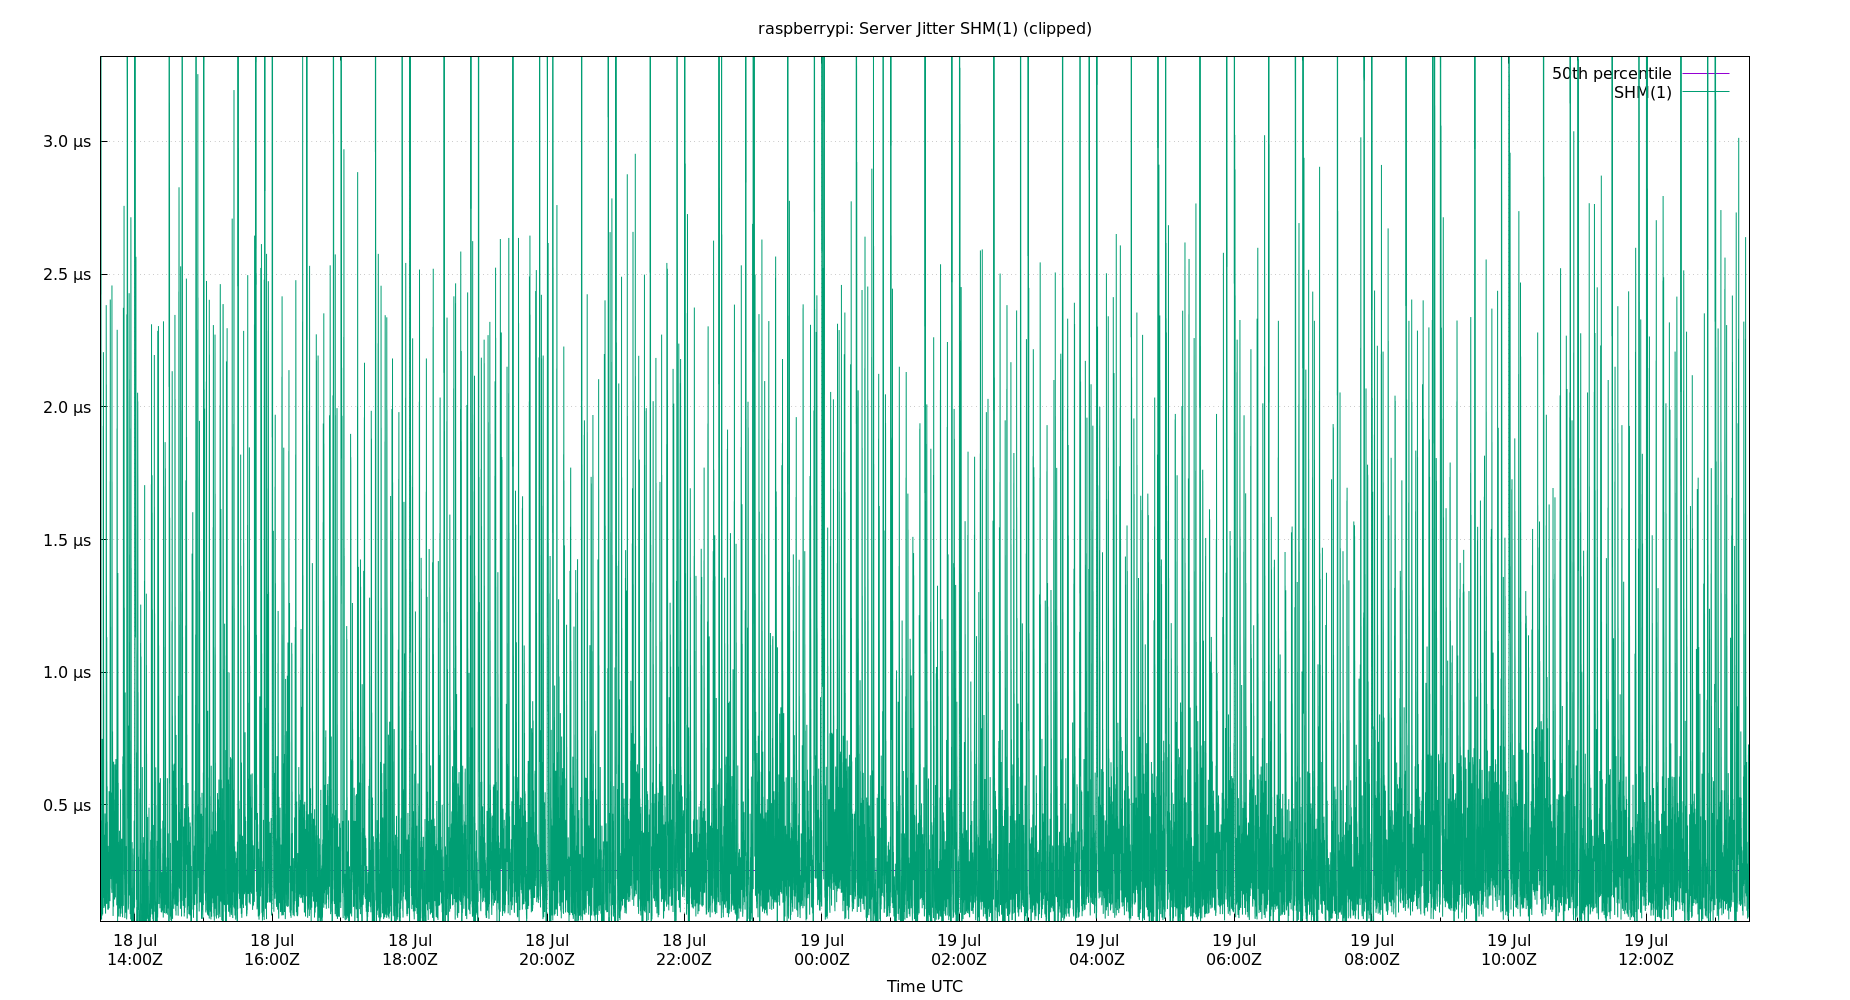 raspberrypi: Server Jitter SHM(1) (clipped)
50th percentile
SHM(1)
3.0 µs
2.5 µs
2.0 µs
1.5 µs
1.0 µs
0.5 µs
18 Jul 18 Jul 18 Jul 18 Jul 18 Jul 19 Jul 19 Jul 19 Jul 19 Jul 19 Jul 19 Jul 19 Jul
14:00Z 16:00Z 18:00Z 20:00Z 22:00Z 00:00Z 02:00Z 04:00Z 06:00Z 08:00Z 10:00Z 12:00Z
Time UTC